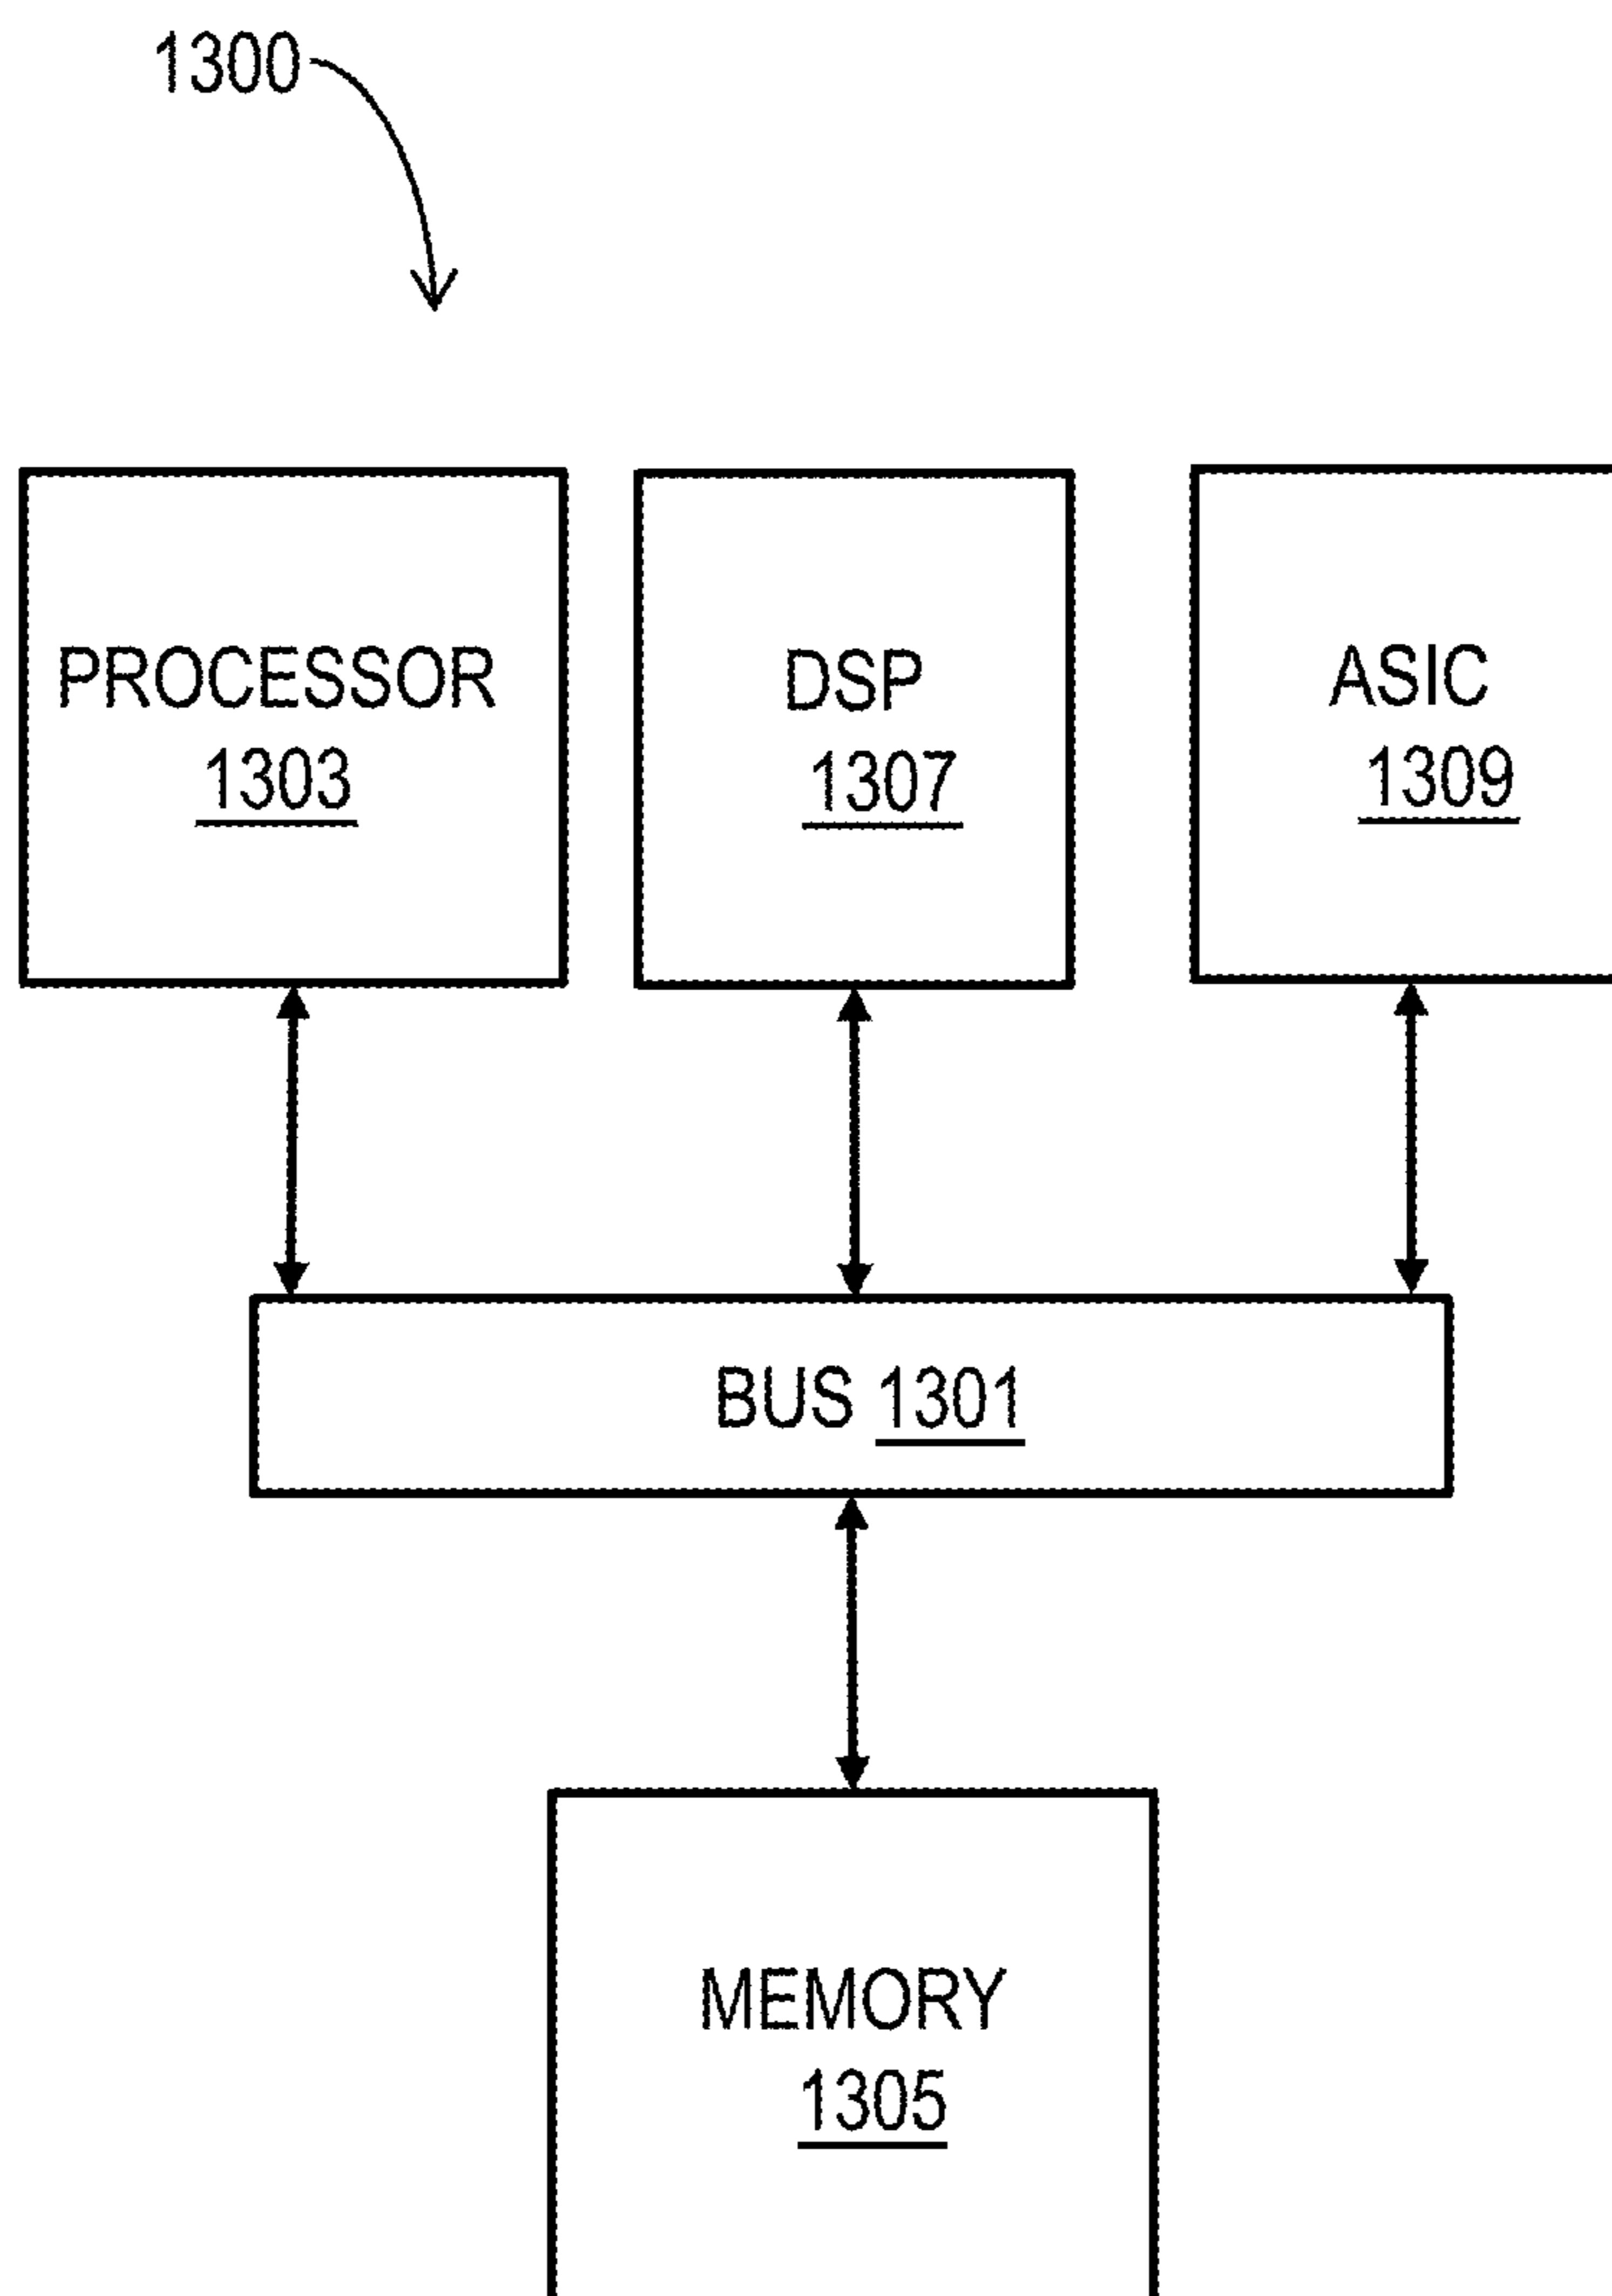 1300
PROCESSOR
1303
DSP
1307
ASIC
1309
BUS 1301
MEMORY
1305